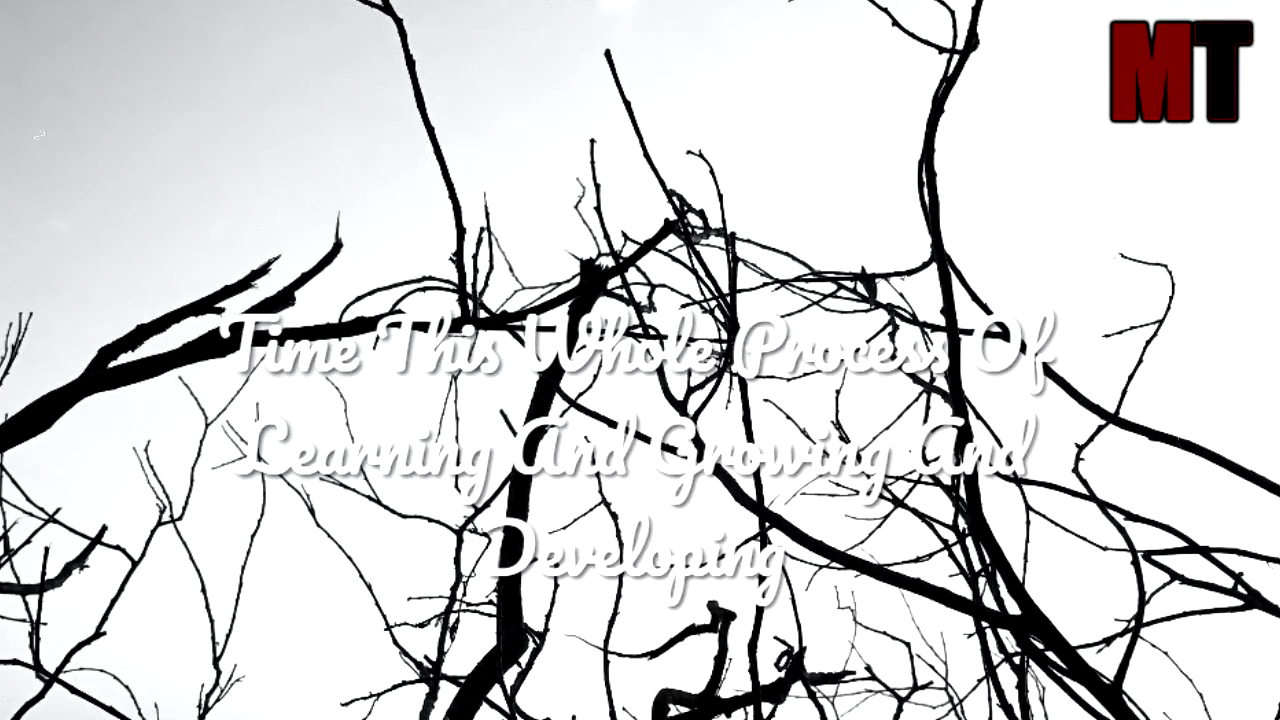 MT
Time This Whole Process Of
Learning And Growing And
Developing